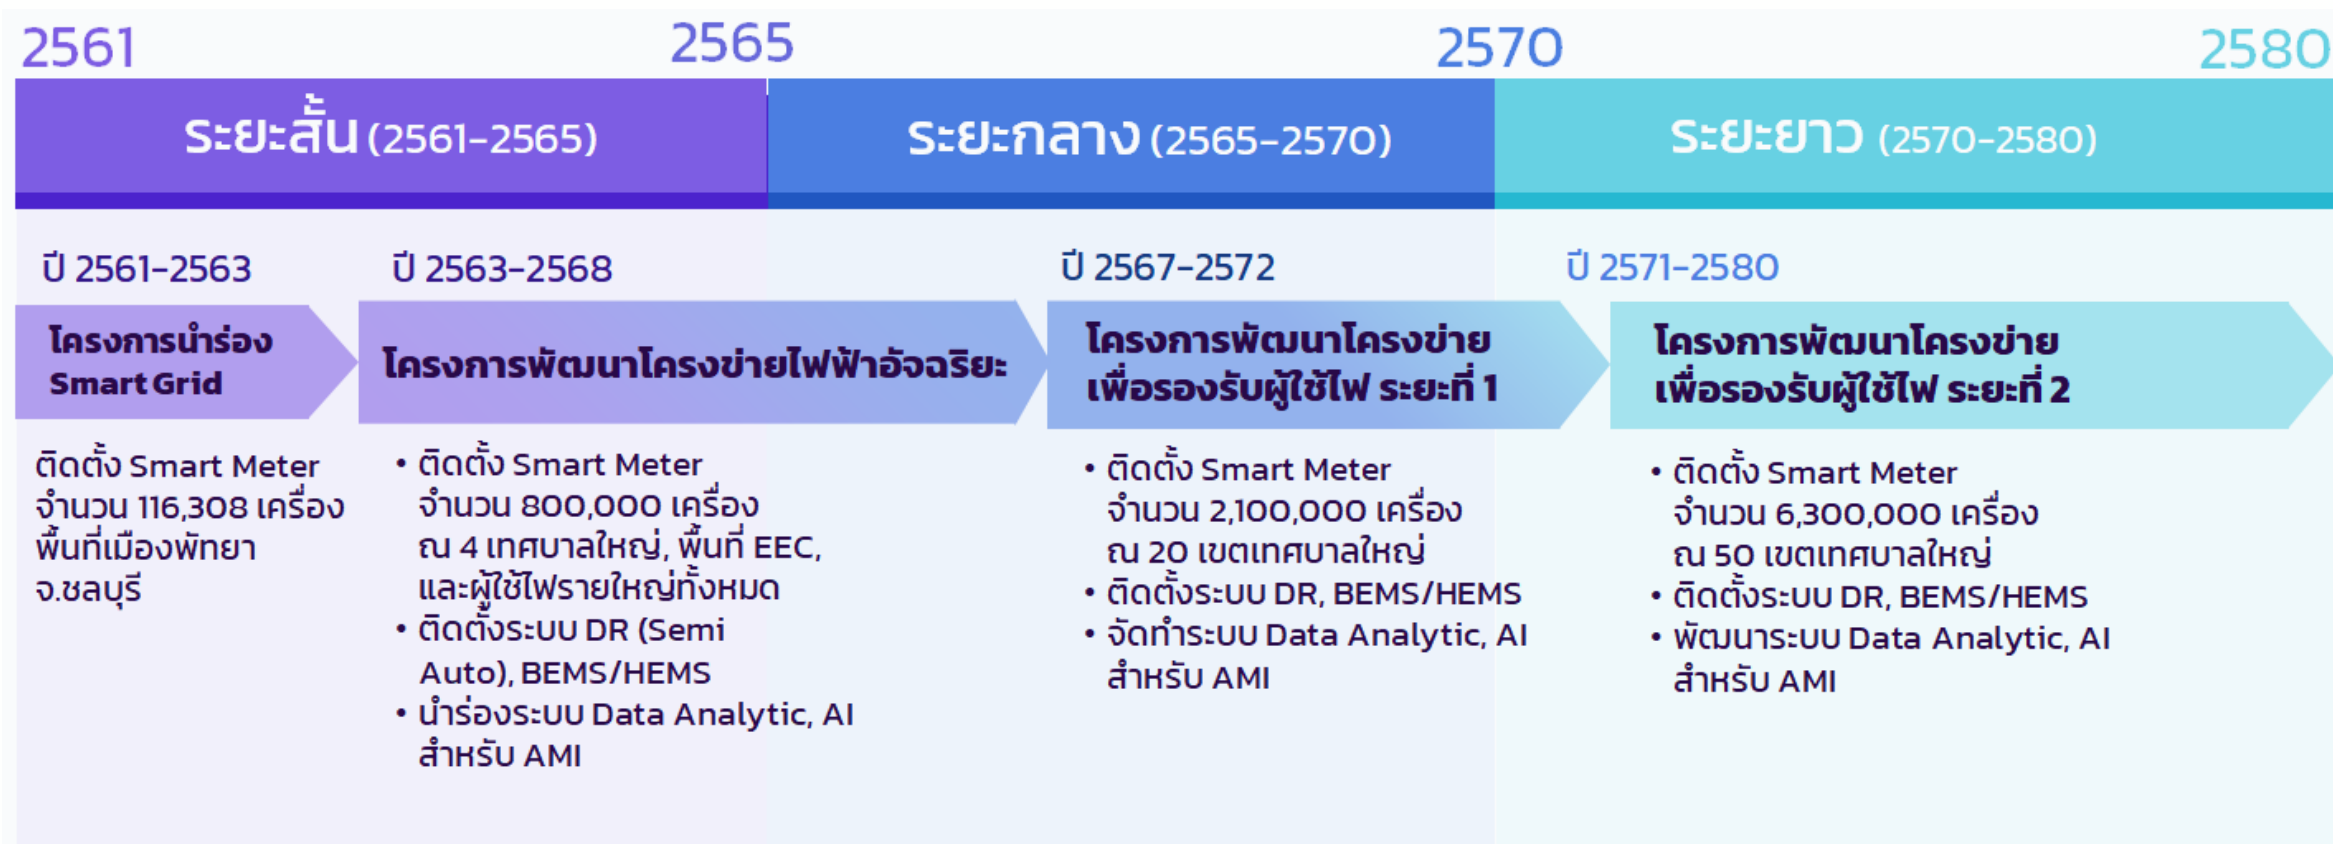 2561
2565
2570
2580
ระยะสั้น (2561-2565)
ระยะกลาง (2565-2570)
ระยะยาว (2570-2580)
ปี 2561-2563
โครงการนำร่อง
Smart Grid
ติดตั้ง Smart Meter
จำนวน 116,308 เครื่อง
พื้นที่เมืองพัทยา
จ.ชลบุรี
ปี 2563-2568
โครงการพัฒนาโครงข่ายไฟฟ้าอัจฉริยะ
• ติดตั้ง Smart Meter
จำนวน 800,000 เครื่อง
ณ 4 เทศบาลใหญ่, พื้นที่ EEC,
และผู้ใช้ไฟรายใหญ่ทั้งหมด
• ติดตั้งระบบ DR (Semi
Auto), BEMS/HEMS
• นำร่องระบบ Data Analytic, AI
สำหรับ AMI
ปี 2567-2572
โครงการพัฒนาโครงข่าย
เพื่อรองรับผู้ใช้ไฟ ระยะที่ 1
• ติดตั้ง Smart Meter
จำนวน 2,100,000 เครื่อง
ณ 20 เขตเทศบาลใหญ่
• ติดตั้งระบบ DR, BEMS/HEMS
• จัดทำระบบ Data Analytic, AI
สำหรับ AMI
ปี 2571-2580
โครงการพัฒนาโครงข่าย
เพื่อรองรับผู้ใช้ไฟ ระยะที่ 2
• ติดตั้ง Smart Meter
จำนวน 6,300,000 เครื่อง
ณ 50 เขตเทศบาลใหญ่
• ติดตั้งระบบ DR, BEMS/HEMS
• พัฒนาระบบ Data Analytic, AI
สำหรับ AMI